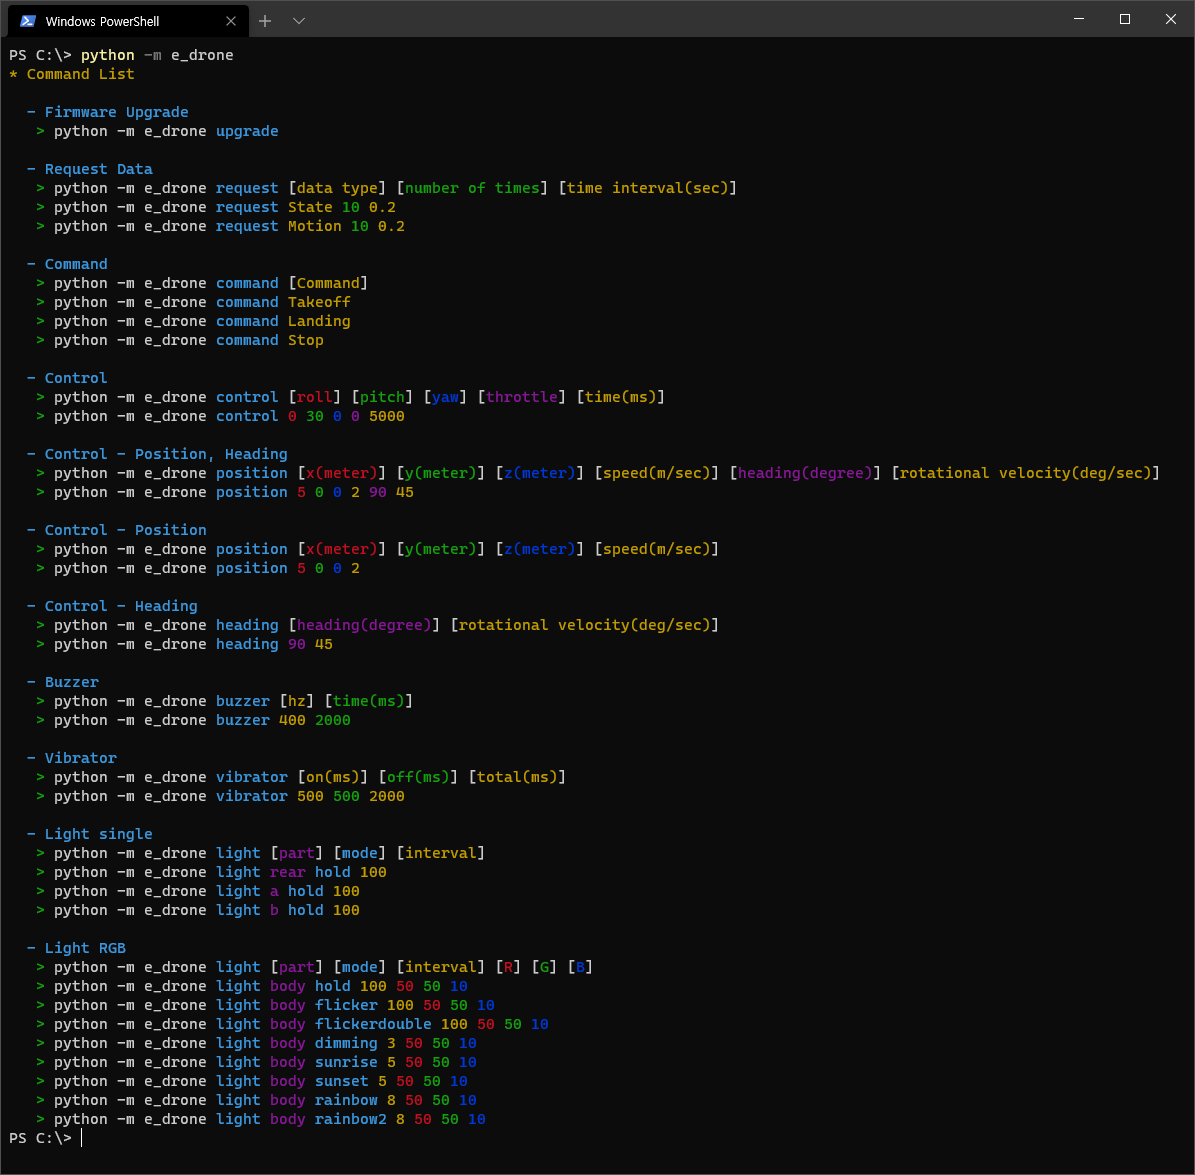 Windows PowerShell
PS C:\> python -m e_drone
* Command List
- Firmware Upgrade
> python -m e_drone upgrade
- Request Data
> python -m e_drone request [data type] [number of times] [time interval(sec)]
> python -m e_drone request State 10 0.2
> python -m e_drone request Motion 10 0.2
- Command
> python -m e_drone command [Command]
> python -m e_drone command Takeoff
> python -m e_drone command Landing
> python -m e_drone command Stop
- Control
> python -m e_drone control [roll] [pitch] [yaw] [throttle] [time(ms)]
> python -m e_drone control 0 30 0 0 5000
- Control - Position, Heading
> python -m e_drone position [x(meter)] [y(meter)] [z(meter)] [speed(m/sec)] [heading(degree)] [rotational velocity(deg/sec)]
> python -m e_drone position 5 0 0 2 90 45
- Control - Position
> python -m e_drone position [x(meter)] [y(meter)] [z(meter)] [speed(m/sec)]
> python -m e_drone position 5 0 0 2
- Control - Heading
> python -m e_drone heading [heading(degree)] [rotational velocity(deg/sec)]
> python -m e_drone heading 90 45
- Buzzer
> python -m e_drone buzzer [hz] [time(ms)]
> python -m e_drone buzzer 400 2000
- Vibrator
> python -m e_drone vibrator [on(ms)] [off(ms)] [total(ms)]
> python -m e_drone vibrator 500 500 2000
- Light single
> python -m e_drone light [part] [mode] [interval]
> python -m e_drone light rear hold 100
> python -m e_drone light a hold 100
> python -m e_drone light b hold 100
- Light RGB
> python -m e_drone light [part] [mode] [interval] [R] [G] [B]
> python -m e_drone light body hold 100 50 50 10
> python -m e_drone light body flicker 100 50 50 10
> python -m e_drone light body flickerdouble 100 50 50 10
> python -m e_drone light body dimming 3 50 50 10
> python -m e_drone light body sunrise 5 50 50 10
> python -m e_drone light body sunset 5 50 50 10
> python -m e_drone light body rainbow 8 50 50 10
> python -m e_drone light body rainbow2 8 50 50 10
PS C:\>